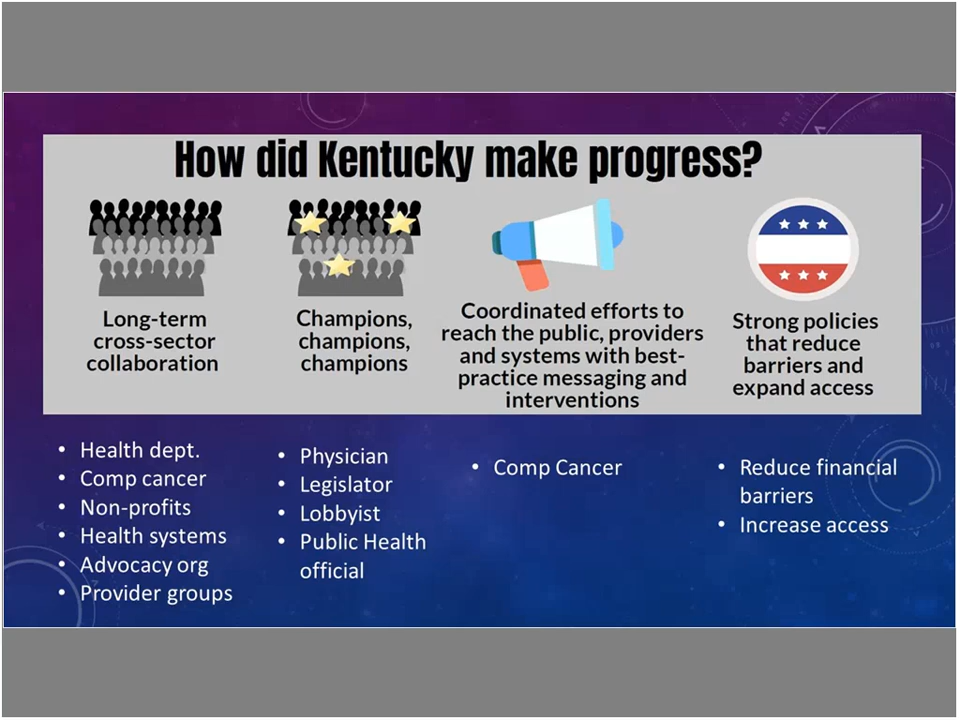 How did Kentucky make progress?
Long-term
cross-sector
collaboration
Champions,
champions,
champions
Coordinated efforts to
reach the public, providers
and systems with best-
practice messaging and
interventions
Strong policies
that reduce
barriers and
expand access
• Health dept.
• Comp cancer
• Non-profits
• Health systems
• Advocacy org
• Provider groups
• Physician
• Legislator
• Lobbyist
• Public Health
official
• Comp Cancer
• Reduce financial
barriers
• Increase access